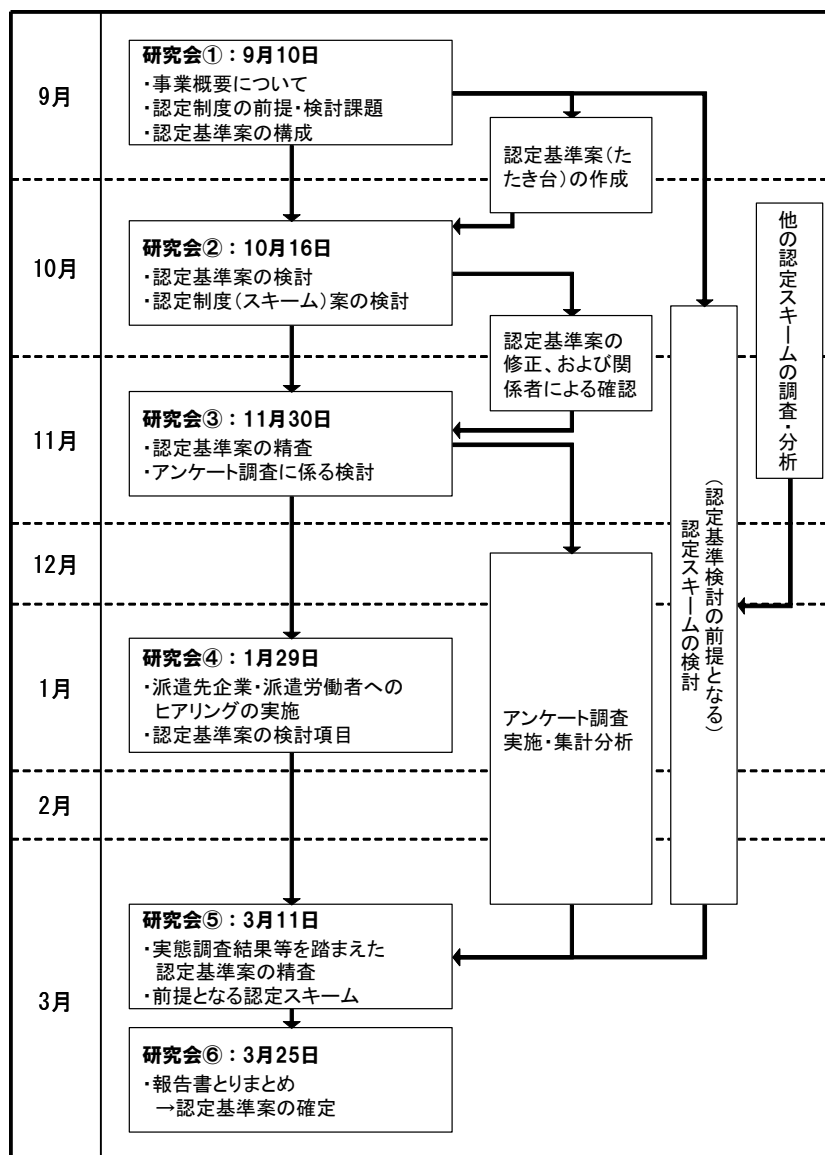 9月
研究会①：9月10日
・事業概要について
・認定制度の前提・検討課題
・認定基準案の構成
認定基準案（た
たき台）の作成
10月
研究会②：10月16日
・認定基準案の検討
・認定制度（スキーム）案の検討
認定基準案の
修正、および関
係者による確認
他の認定スキームの調査・分析
11月
研究会③：11月30日
・認定基準案の精査
・アンケート調査に係る検討
（認定基準検討の前提となる）
認定スキームの検討
12月
アンケート調査
実施・集計分析
1月
研究会④：1月29日
・派遣先企業・派遣労働者への
ヒアリングの実施
・認定基準案の検討項目
2月
3月
研究会⑤：3月11日
・実態調査結果等を踏まえた
認定基準案の精査
・前提となる認定スキーム
研究会⑥：3月25日
・報告書とりまとめ
→認定基準案の確定